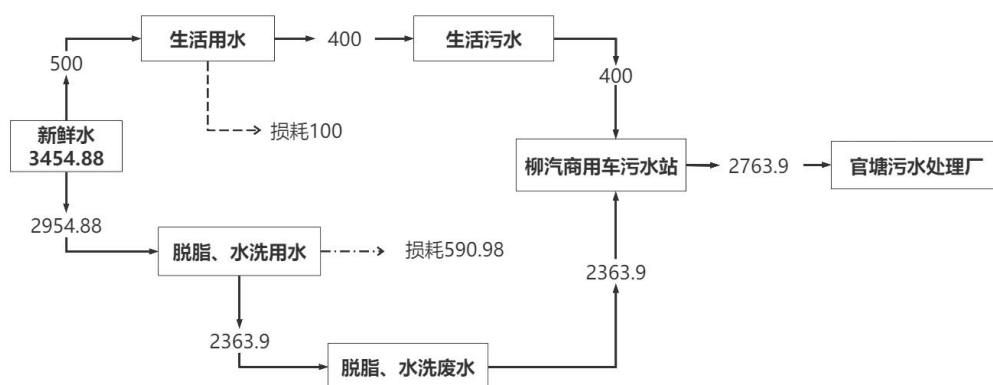 生活用水
400
生活污水
500
400
损耗100
新鲜水
3454.88
柳汽商用车污水站
2763.9
官塘污水处理厂
2954.88
脱脂、水洗用水
损耗590.98
2363.9
2363.9
脱脂、水洗废水